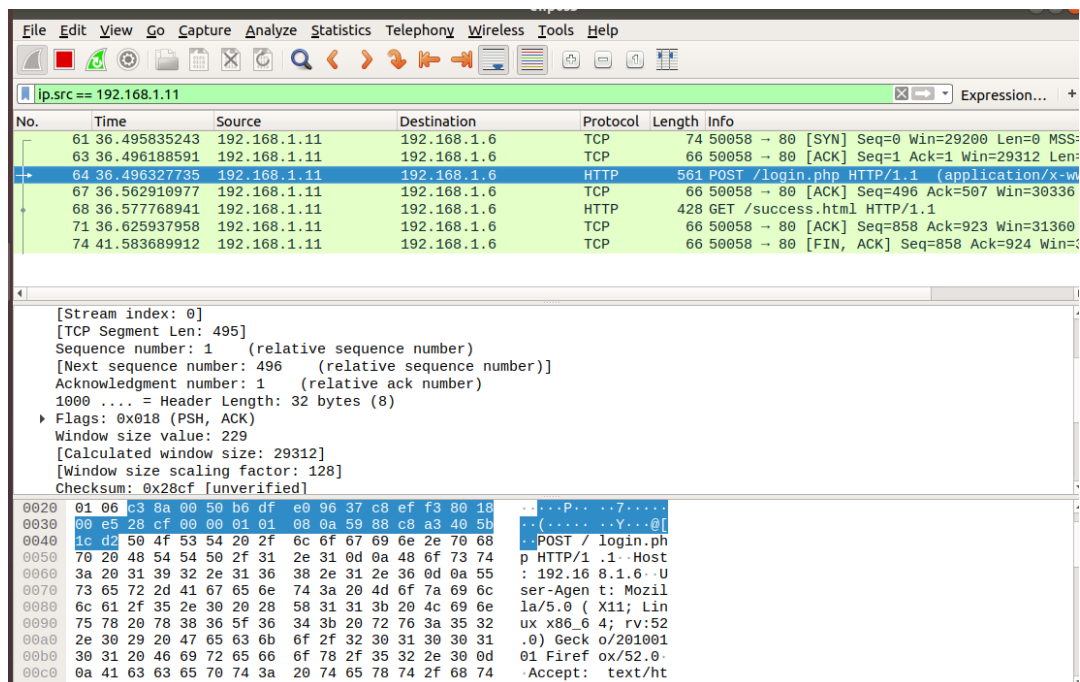 File Edit View Go Capture Analyze Statistics Telephony Wireless Tools Help
ip.src == 192.168.1.11 Expression… +
No. Time Source Destination Protocol Length Info
61 36.495835243 192.168.1.11 192.168.1.6 TCP 74 50058 → 80 [SYN] Seq=0 Win=29200 Len=0 MSS=
63 36.496188591 192.168.1.11 192.168.1.6 TCP 66 50058 → 80 [ACK] Seq=1 Ack=1 Win=29312 Len=
64 36.496327735 192.168.1.11 192.168.1.6 HTTP 561 POST /login.php HTTP/1.1 (application/x-ww
67 36.562910977 192.168.1.11 192.168.1.6 TCP 66 50058 → 80 [ACK] Seq=496 Ack=507 Win=30336
68 36.577768941 192.168.1.11 192.168.1.6 HTTP 428 GET /success.html HTTP/1.1
71 36.625937958 192.168.1.11 192.168.1.6 TCP 66 50058 → 80 [ACK] Seq=858 Ack=923 Win=31360
74 41.583689912 192.168.1.11 192.168.1.6 TCP 66 50058 → 80 [FIN, ACK] Seq=858 Ack=924 Win=3
[Stream index: 0]
[TCP Segment Len: 495]
Sequence number: 1 (relative sequence number)
[Next sequence number: 496 (relative sequence number)]
Acknowledgment number: 1 (relative ack number)
1000 .... = Header Length: 32 bytes (8)
Flags: 0x018 (PSH, ACK)
Window size value: 229
[Calculated window size: 29312]
[Window size scaling factor: 128]
Checksum: 0x28cf [unverified]
0020 01 06 c3 8a 00 50 b6 df e0 96 37 c8 ef f3 80 18 ·····P·· ··7·····
0030 00 e5 28 cf 00 00 01 01 08 0a 59 88 c8 a3 40 5b ··(····· ··Y···@[
0040 1c d2 50 4f 53 54 20 2f 6c 6f 67 69 6e 2e 70 68 ··POST / login.ph
0050 70 20 48 54 54 50 2f 31 2e 31 0d 0a 48 6f 73 74 p HTTP/1 .1··Host
0060 3a 20 31 39 32 2e 31 36 38 2e 31 2e 36 0d 0a 55 : 192.16 8.1.6··U
0070 73 65 72 2d 41 67 65 6e 74 3a 20 4d 6f 7a 69 6c ser-Agen t: Mozil
0080 6c 61 2f 35 2e 30 20 28 58 31 31 3b 20 4c 69 6e la/5.0 ( X11; Lin
0090 75 78 20 78 38 36 5f 36 34 3b 20 72 76 3a 35 32 ux x86_6 4; rv:52
00a0 2e 30 29 20 47 65 63 6b 6f 2f 32 30 31 30 30 31 .0) Geck o/201001
00b0 30 31 20 46 69 72 65 66 6f 78 2f 35 32 2e 30 0d 01 Firef ox/52.0·
00c0 0a 41 63 63 65 70 74 3a 20 74 65 78 74 2f 68 74 ·Accept: text/ht